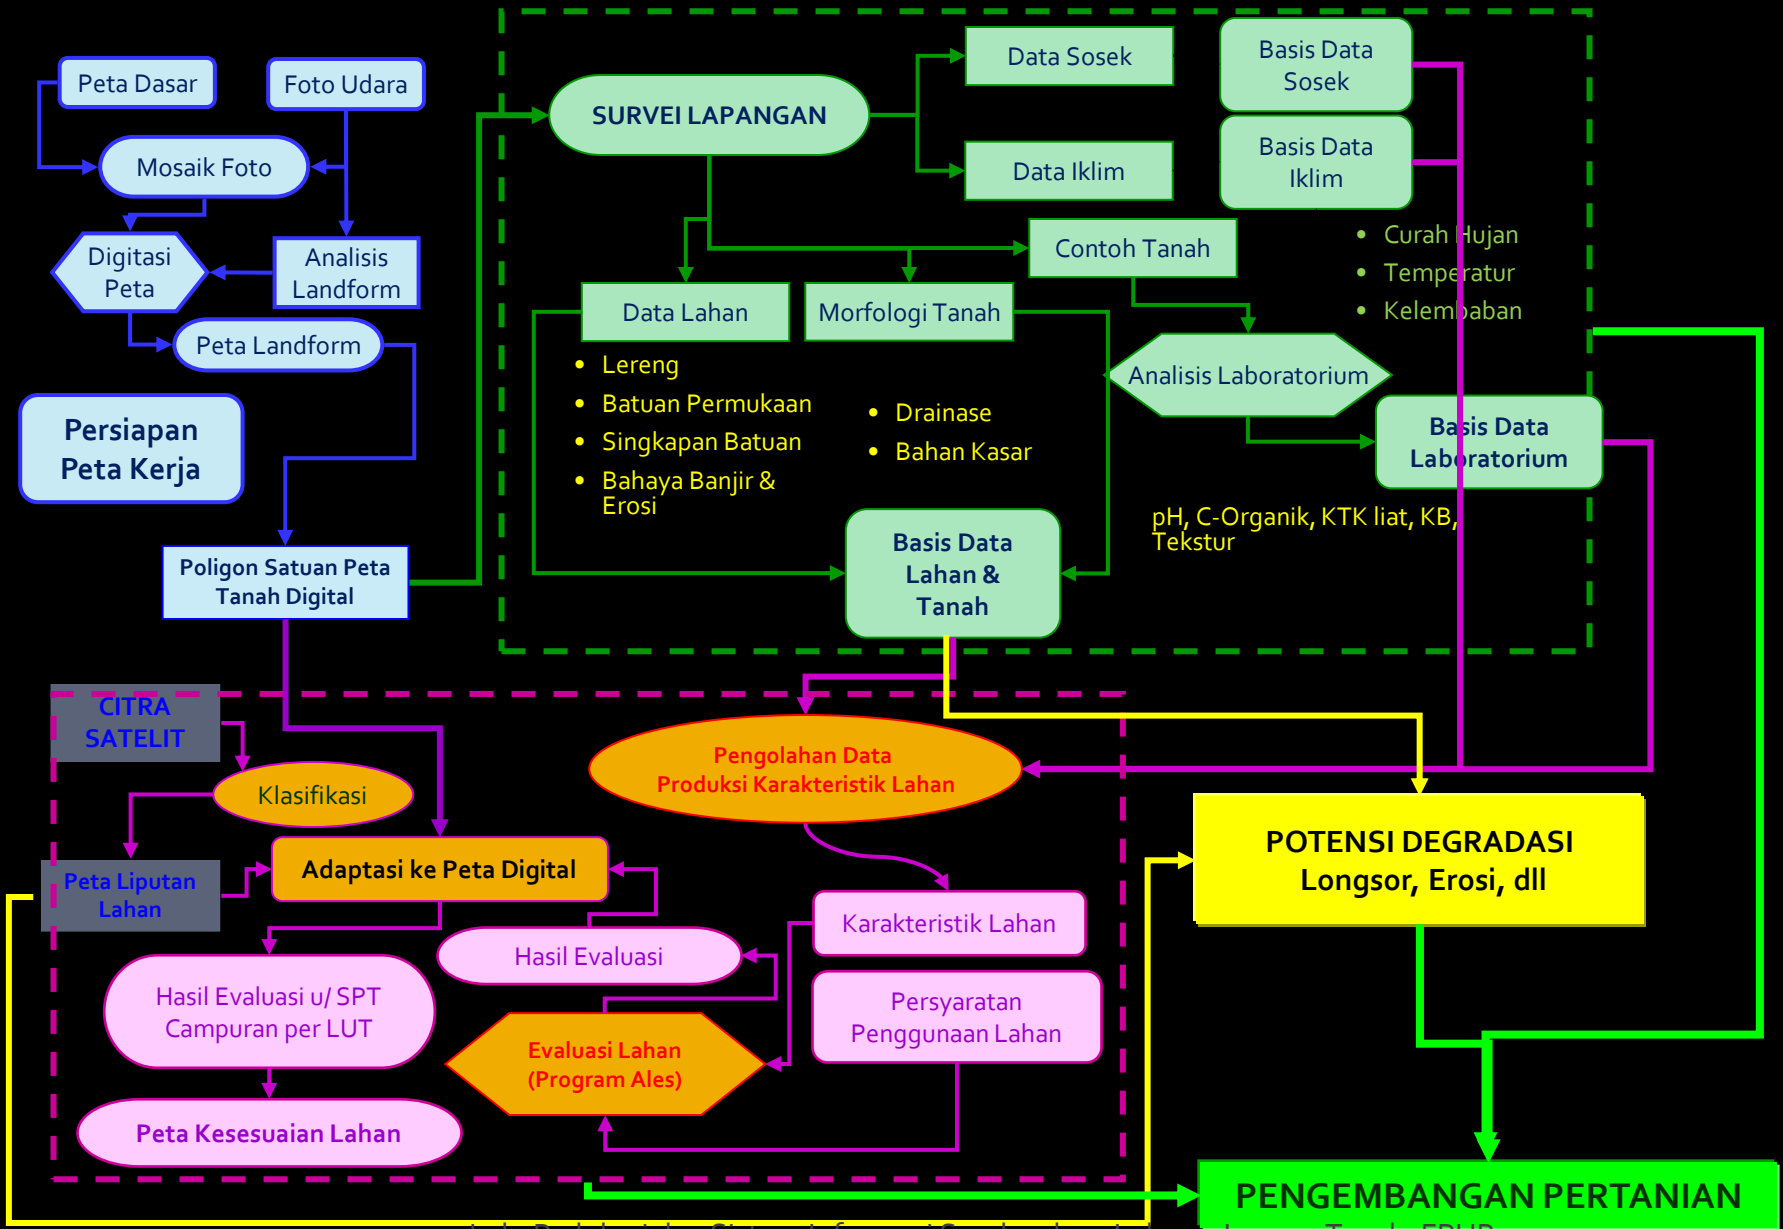 Peta Dasar
Foto Udara
Mosaik Foto
Digitasi
Peta
Analisis
Landform
Peta Landform
Persiapan
Peta Kerja
Poligon Satuan Peta
Tanah Digital
SURVEI LAPANGAN
Data Sosek
Data Iklim
Basis Data
Sosek
Basis Data
Iklim
• Curah Hujan
• Temperatur
• Kelembaban
Contoh Tanah
Data Lahan
Morfologi Tanah
• Lereng
• Batuan Permukaan
• Singkapan Batuan
• Bahaya Banjir &
Erosi
• Drainase
• Bahan Kasar
Analisis Laboratorium
Basis Data
Laboratorium
pH, C-Organik, KTK liat, KB,
Tekstur
Basis Data
Lahan &
Tanah
CITRA
SATELIT
Klasifikasi
Peta Liputan
Lahan
Adaptasi ke Peta Digital
Pengolahan Data
Produksi Karakteristik Lahan
Karakteristik Lahan
Persyaratan
Penggunaan Lahan
Hasil Evaluasi
Hasil Evaluasi u/ SPT
Campuran per LUT
Evaluasi Lahan
(Program Ales)
Peta Kesesuaian Lahan
POTENSI DEGRADASI
Longsor, Erosi, dll
PENGEMBANGAN PERTANIAN